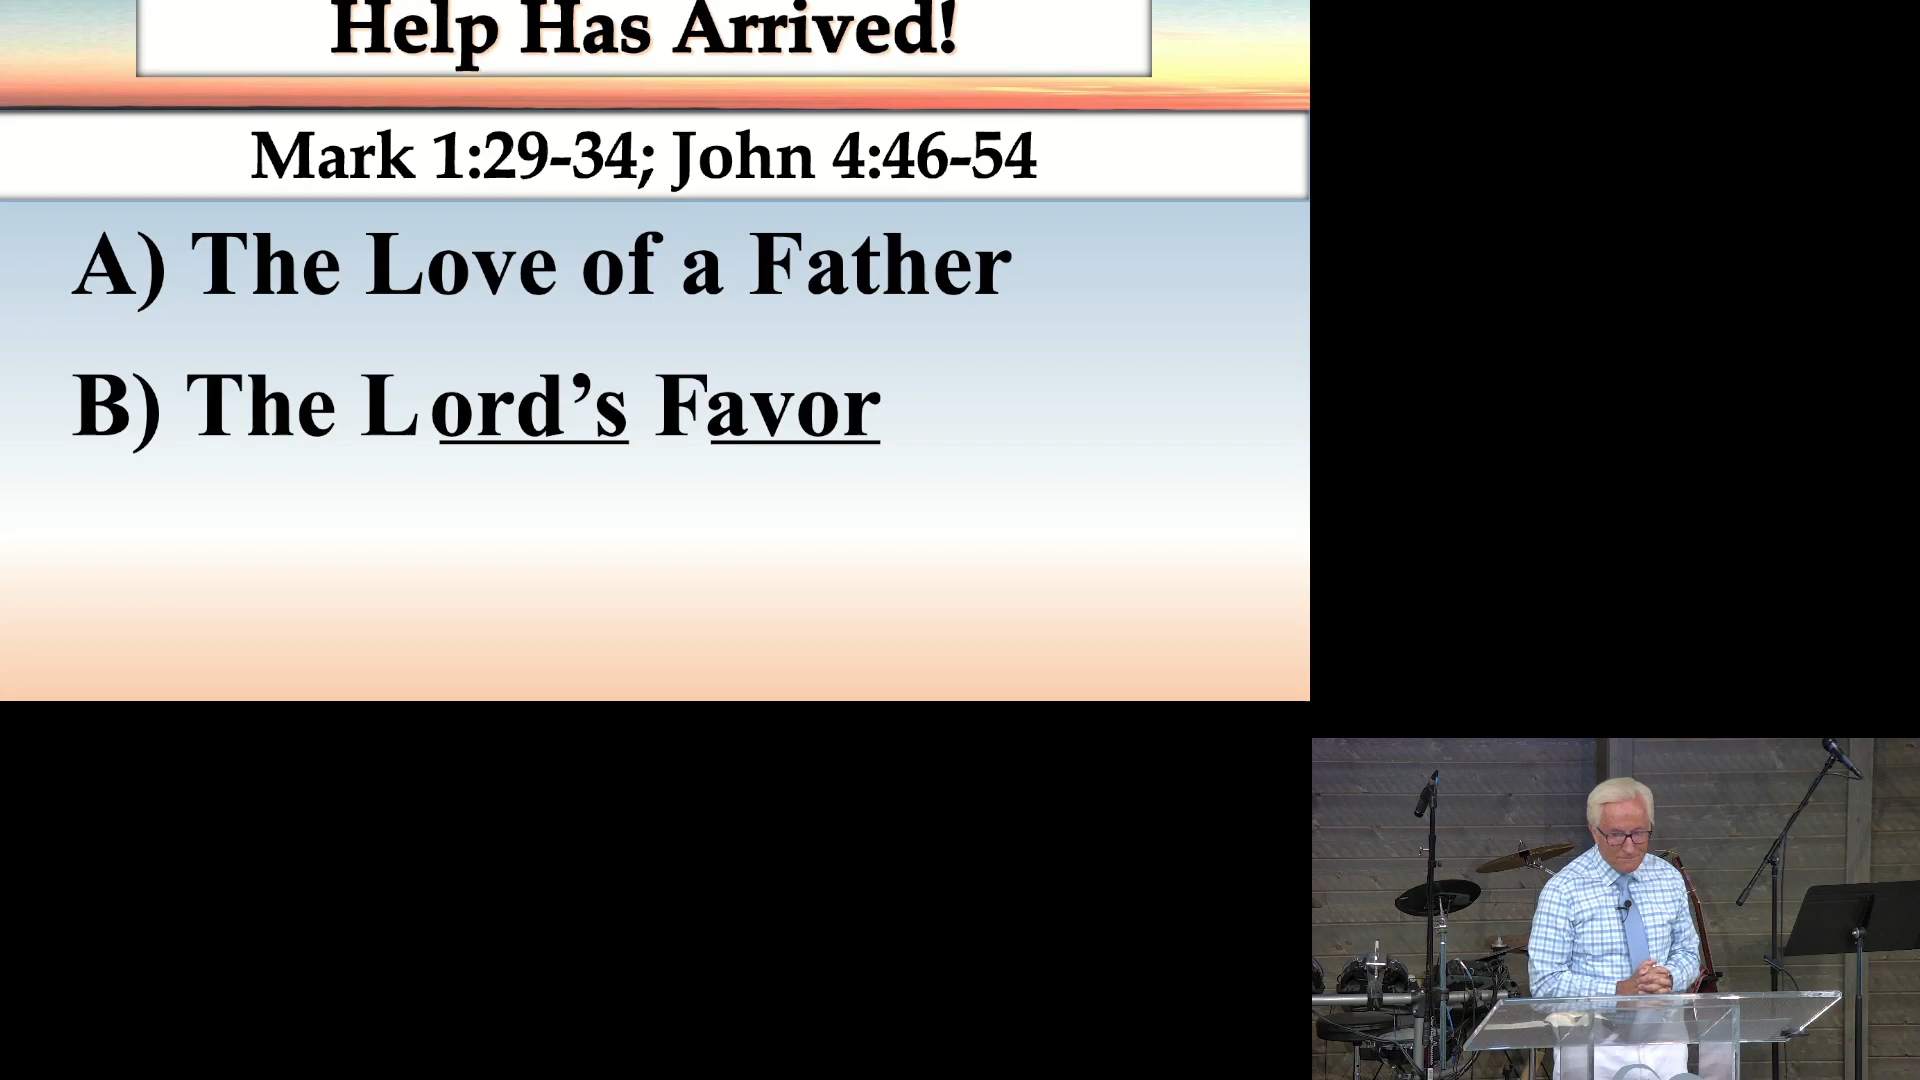 Help Has Arrived!
Mark 1:29-34; John 4:46-54
A) The Love of a Father
B) The Lord’s Favor